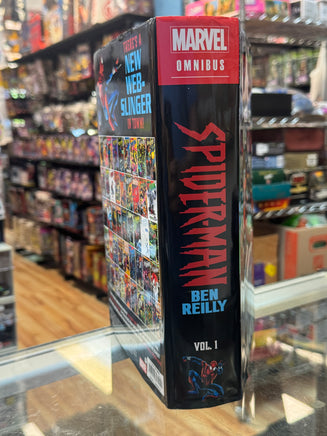 THERE'S A
NEW
WEB-
SLINGER
IN TOWN!
MARVEL
OMNIBUS
SPIDER-MAN
BEN
REILLY
VOL. 1